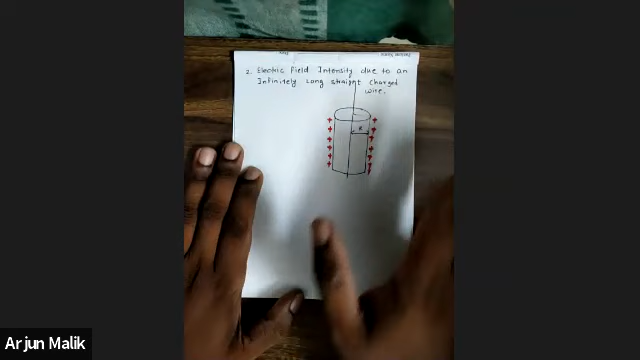 2. Electric Field Intensity due to an
Infinitely Long straight charged
wire.
R
Arjun Malik